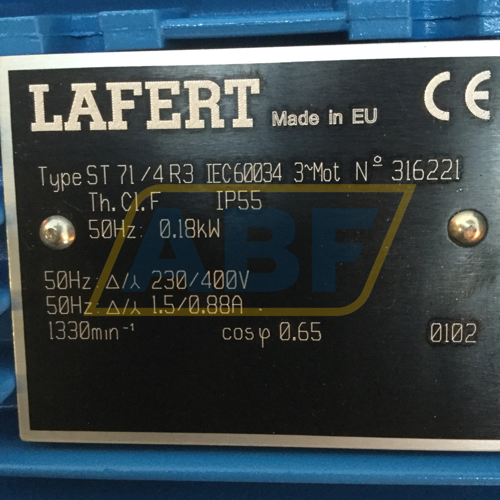 LAFERT Made in EU CE
Type ST 71/4 R3 IEC60034 3~Mot N° 316221
Th. Cl. F IP55
50Hz: 0.18kW
ABF
50Hz: △/⅄ 230/400V
50Hz: △/⅄ 1.5/0.88A
1330min⁻¹ cosφ 0.65 0102